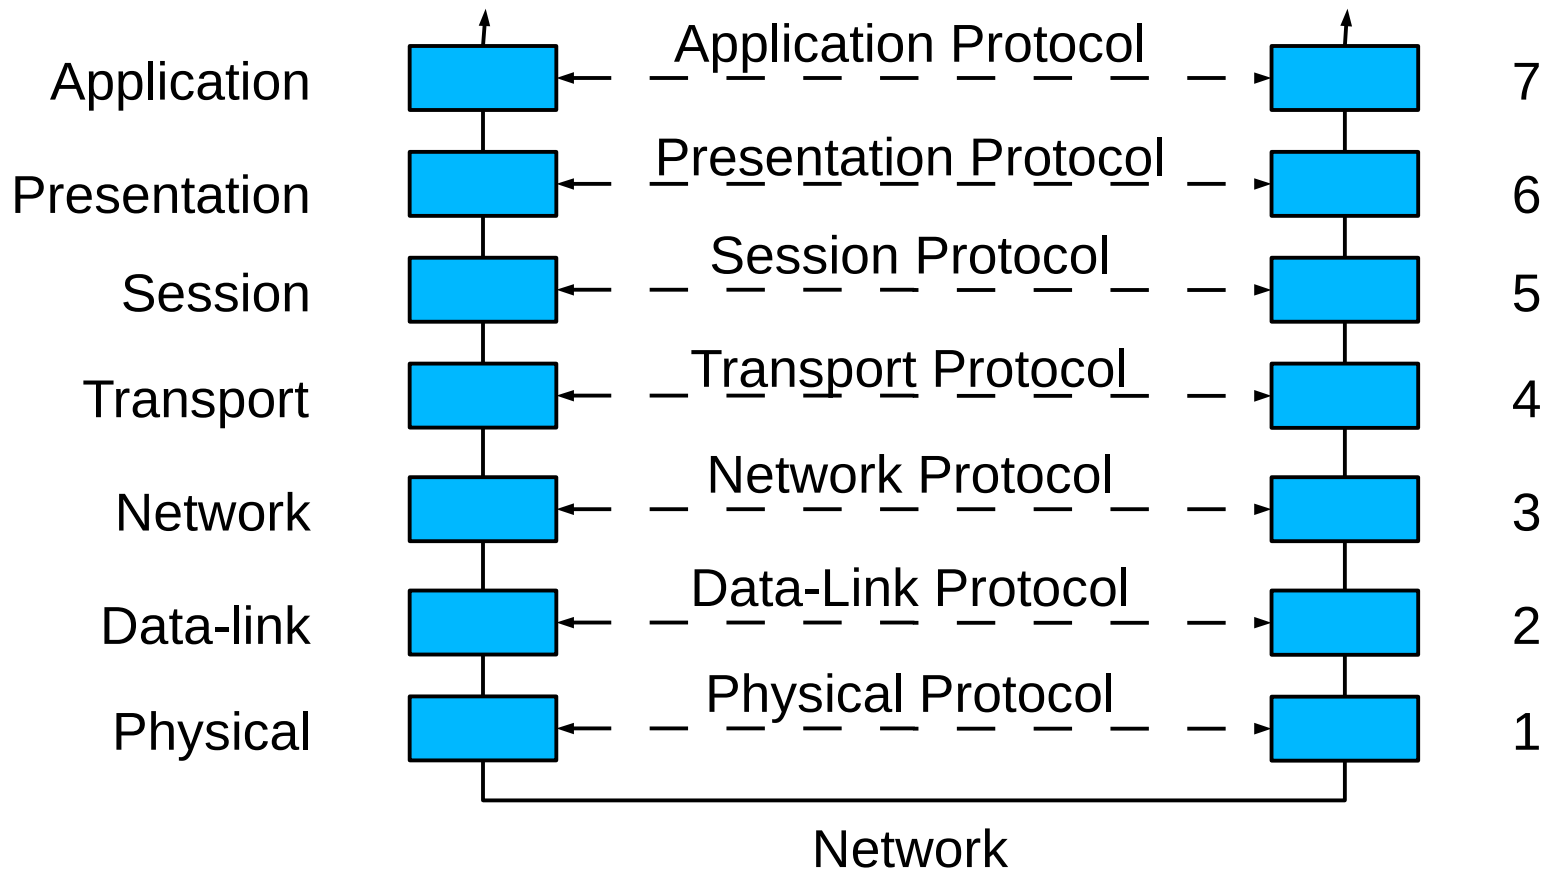 Application Application Protocol 7
Presentation Presentation Protocol 6
Session Session Protocol 5
Transport Transport Protocol 4
Network Network Protocol 3
Data-link Data-Link Protocol 2
Physical Physical Protocol 1
Network